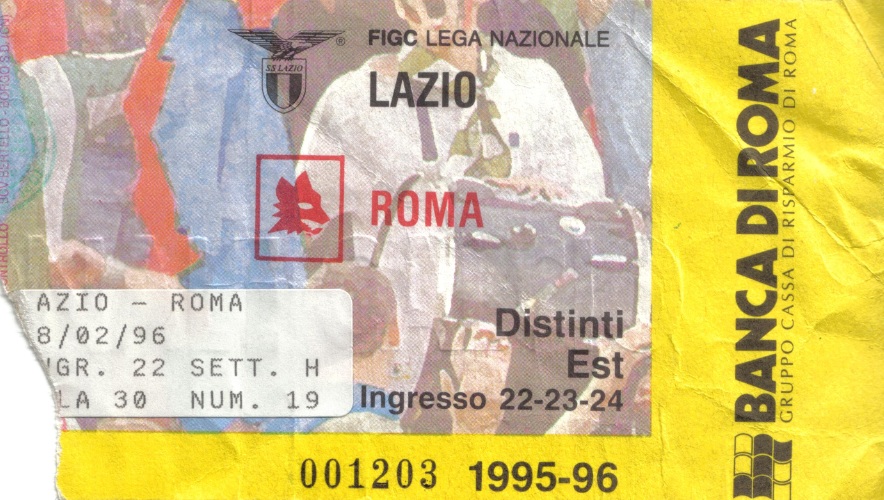 FIGC LEGA NAZIONALE
SS LAZIO
®
LAZIO
ROMA
AZIO - ROMA
8/02/96
GR. 22 SETT. H
LA 30 NUM. 19
Distinti
Est
Ingresso 22-23-24
001203 1995-96
BANCA DI ROMA
GRUPPO CASSA DI RISPARMIO DI ROMA